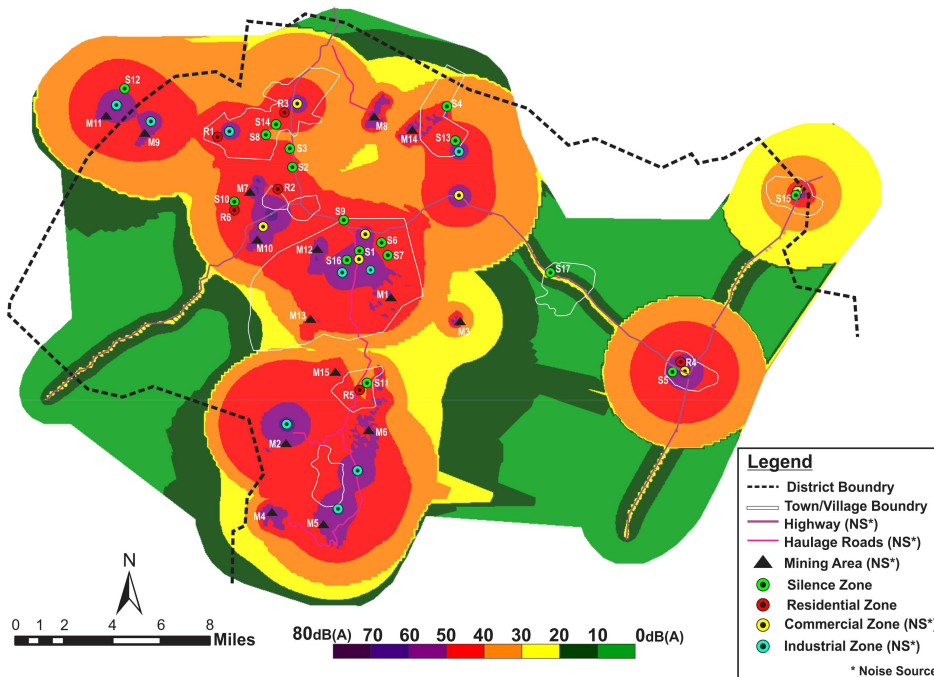 S12
M11
M9
R3
S14
R1
S8
S3
S2
M8
M14
S4
S13
M7
R2
S10
R6
M10
S9
S6
M12
S1
S7
S16
M1
M13
M3
S15
S17
R4
S5
M15
S11
R5
M6
M2
M4
M5
N
0 1 2 4 6 8
Miles
80dB(A) 70 60 50 40 30 20 10 0dB(A)
Legend
District Boundry
Town/Village Boundry
Highway (NS*)
Haulage Roads (NS*)
Mining Area (NS*)
Silence Zone
Residential Zone
Commercial Zone (NS*)
Industrial Zone (NS*)
* Noise Source